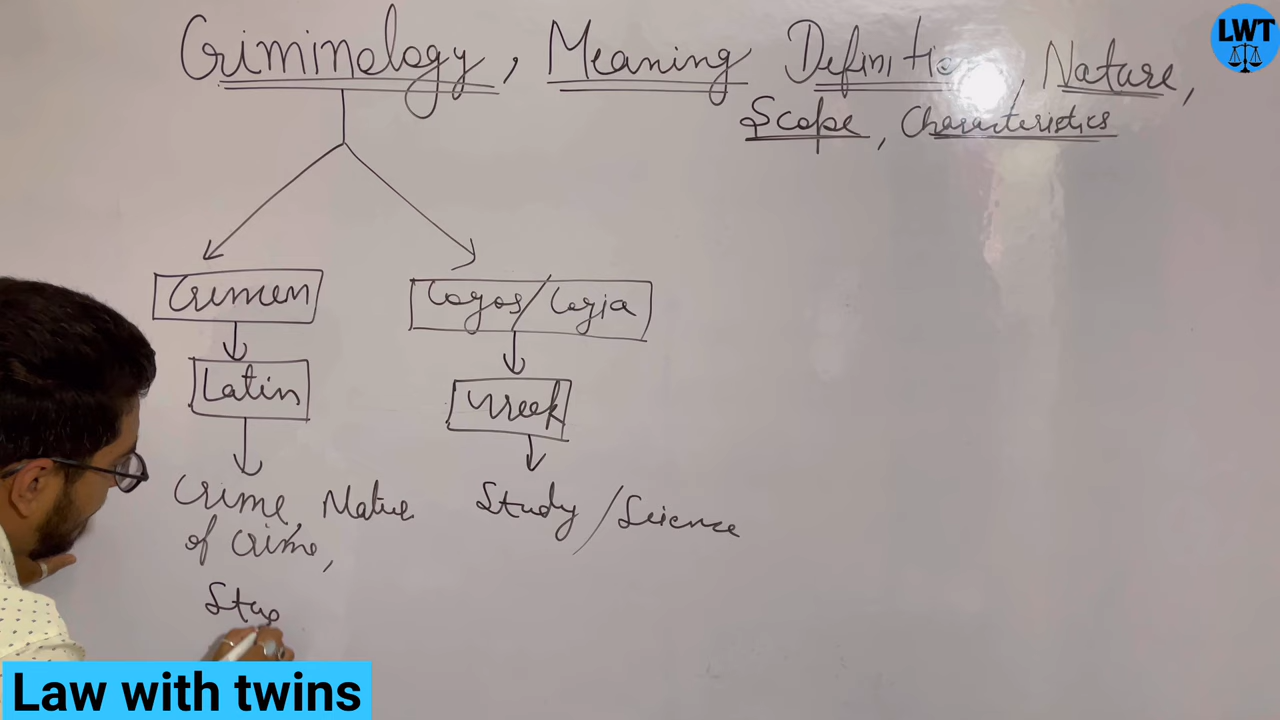 Criminology, Meaning Definition, Nature,
Scope, Characteristics
LWT
Crimen
Logos/Logia
Latin
Greek
Crime, Nature
of Crime,
Study/Science
Law with twins